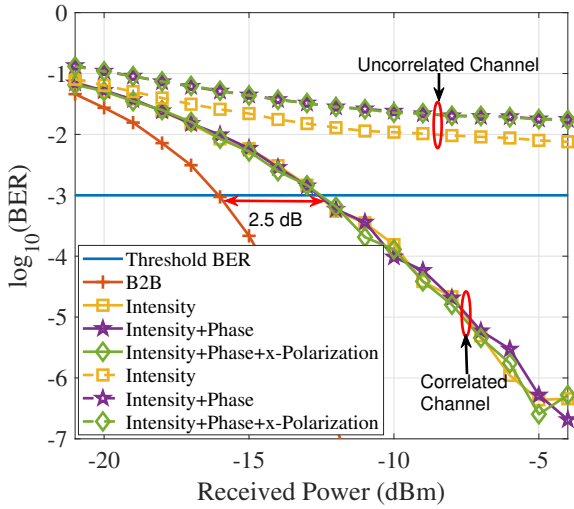 0
-1
-2
-3
-4
-5
-6
-7
log10(BER)
Uncorrelated Channel
2.5 dB
Threshold BER
B2B
Intensity
Intensity+Phase
Intensity+Phase+x-Polarization
Intensity
Intensity+Phase
Intensity+Phase+x-Polarization
Correlated
Channel
-20
-15
-10
-5
Received Power (dBm)